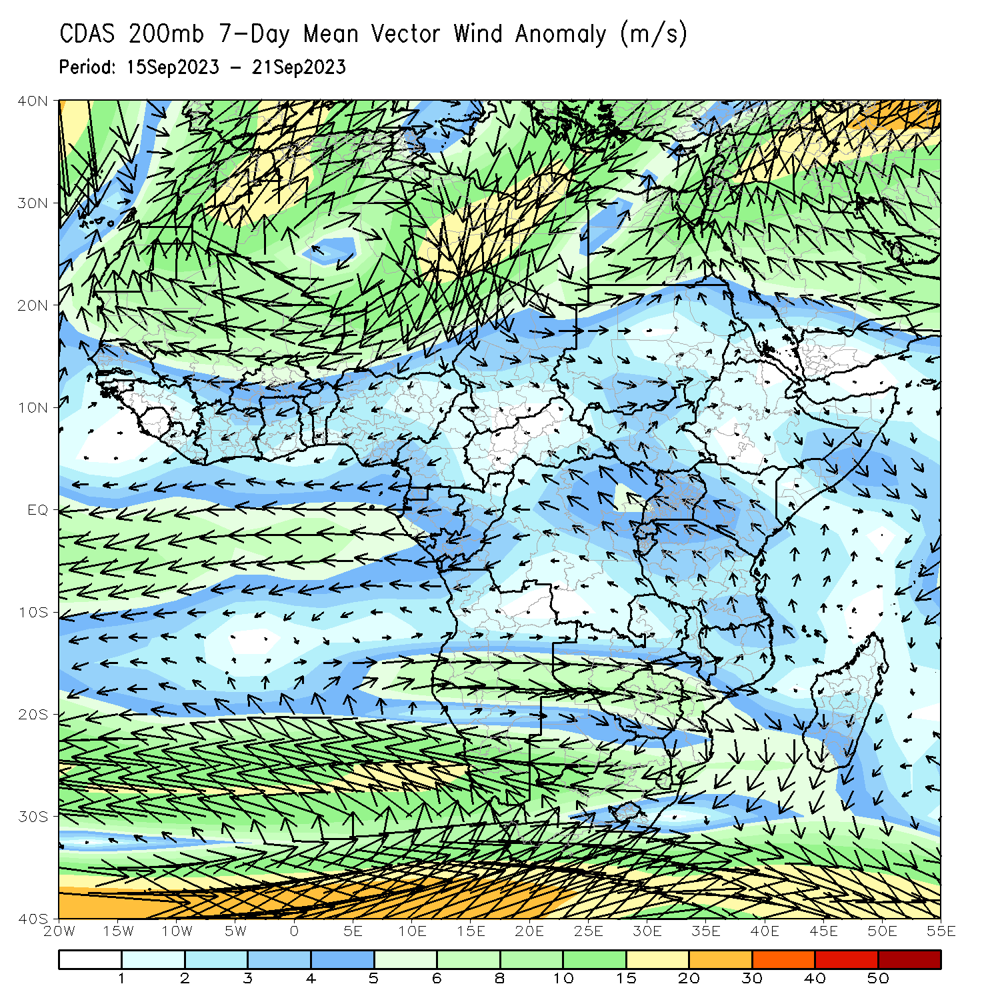 CDAS 200mb 7-Day Mean Vector Wind Anomaly (m/s)
Period: 15Sep2023 - 21Sep2023
40N
30N
20N
10N
EQ
10S
20S
30S
40S
20W 15W 10W 5W 0 5E 10E 15E 20E 25E 30E 35E 40E 45E 50E 55E
1 2 3 4 5 6 8 10 15 20 30 40 50